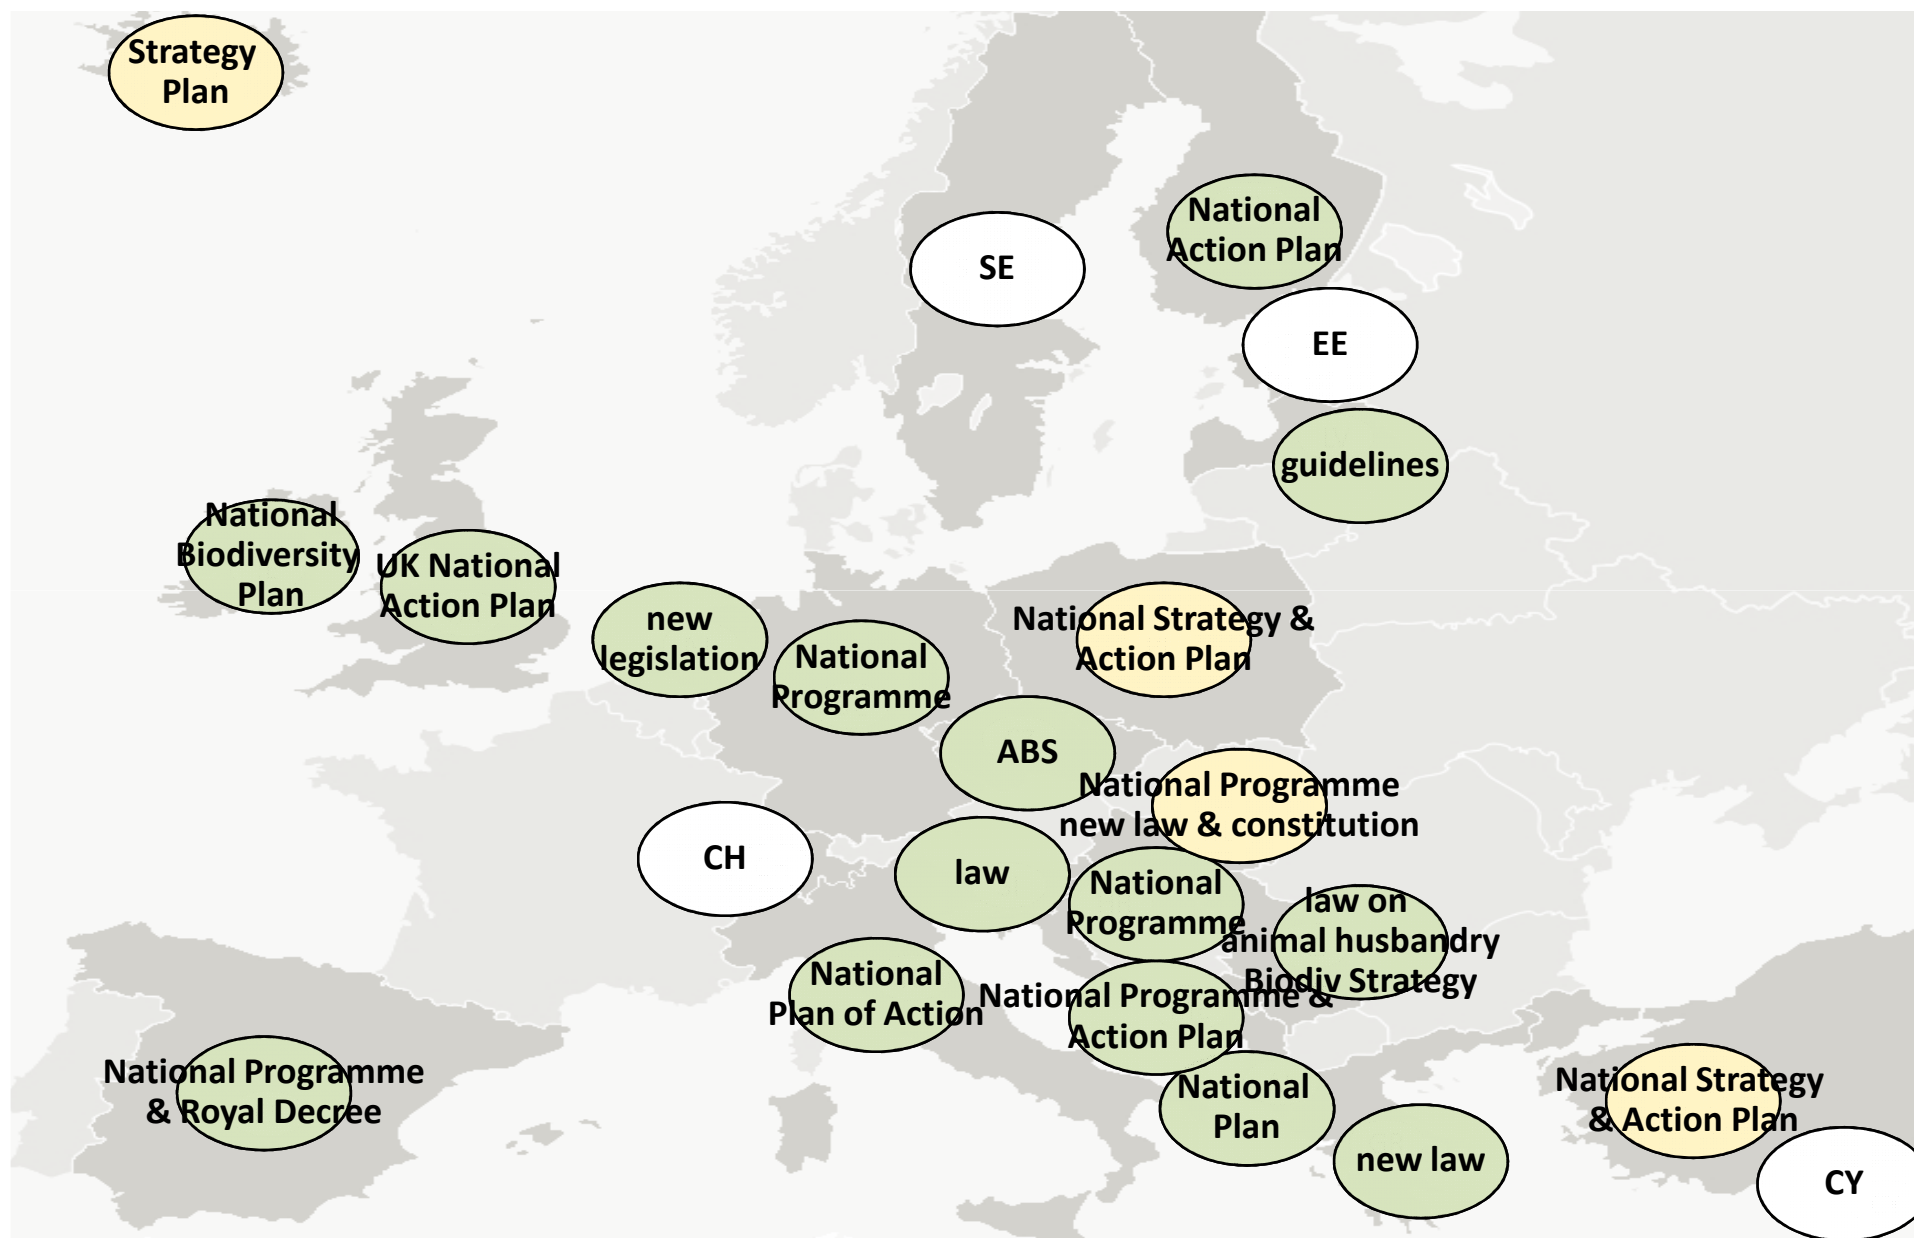 Strategy
Plan
National
Action Plan
SE
EE
guidelines
National
Biodiversity
Plan
UK National
Action Plan
new
legislation
National
Programme
National Strategy &
Action Plan
ABS
National Programme
new law & constitution
CH
law
National
Programme
law on
animal husbandry
Biodiv Strategy
National
Plan of Action
National Programme &
Action Plan
National Programme
& Royal Decree
National
Plan
new law
National Strategy
& Action Plan
CY